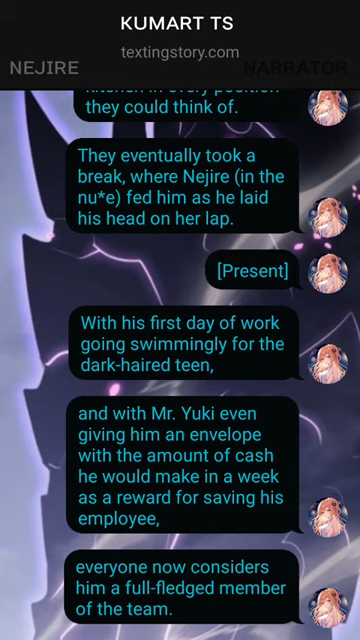 KUMART TS
textingstory.com
NEJIRE
NARRATOR
kitchen in every position
they could think of.
They eventually took a
break, where Nejire (in the
nu*e) fed him as he laid
his head on her lap.
[Present]
With his first day of work
going swimmingly for the
dark-haired teen,
and with Mr. Yuki even
giving him an envelope
with the amount of cash
he would make in a week
as a reward for saving his
employee,
everyone now considers
him a full-fledged member
of the team.